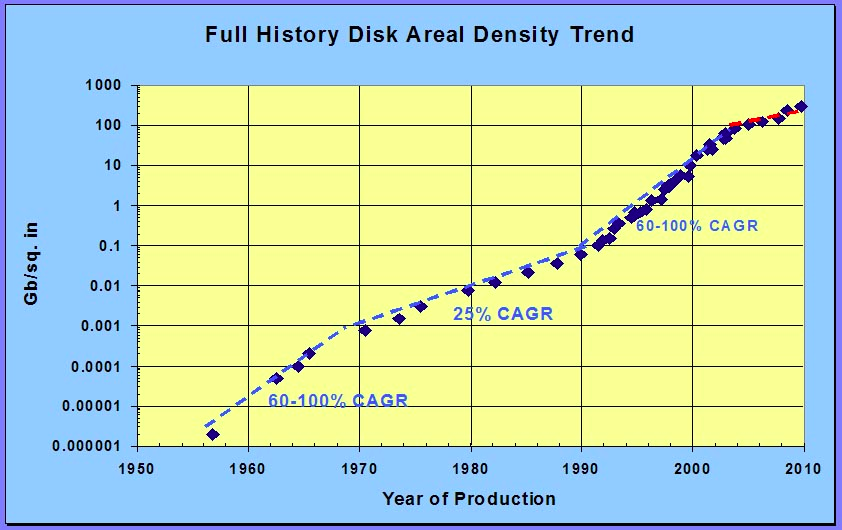 Full History Disk Areal Density Trend
1000
100
10
1
0.1
0.01
0.001
0.0001
0.00001
0.000001
Gb/sq. in
60-100% CAGR
25% CAGR
60-100% CAGR
1950 1960 1970 1980 1990 2000 2010
Year of Production